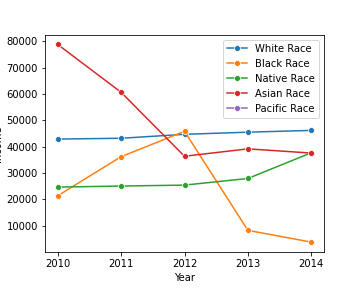 80000
70000
60000
50000
40000
30000
20000
10000
White Race
Black Race
Native Race
Asian Race
Pacific Race
2010 2011 2012 2013 2014
Year